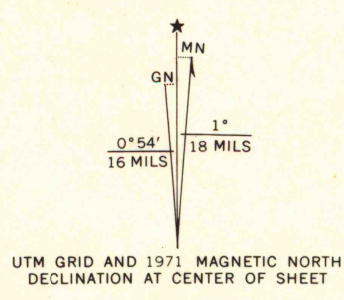 MN
GN
0°54′
16 MILS
1°
18 MILS
UTM GRID AND 1971 MAGNETIC NORTH
DECLINATION AT CENTER OF SHEET